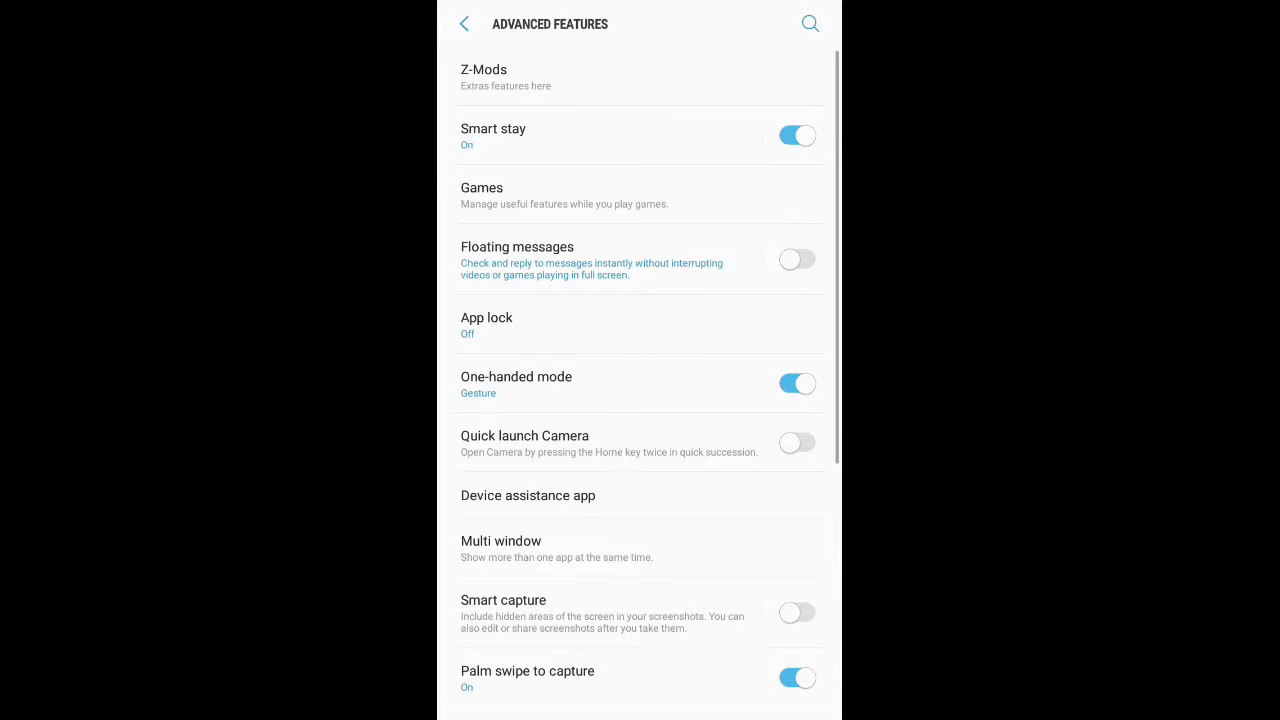 ADVANCED FEATURES
Z-Mods
Extras features here
Smart stay
On
Games
Manage useful features while you play games.
Floating messages
Check and reply to messages instantly without interrupting
videos or games playing in full screen.
App lock
Off
One-handed mode
Gesture
Quick launch Camera
Open Camera by pressing the Home key twice in quick succession.
Device assistance app
Multi window
Show more than one app at the same time.
Smart capture
Include hidden areas of the screen in your screenshots. You can
also edit or share screenshots after you take them.
Palm swipe to capture
On